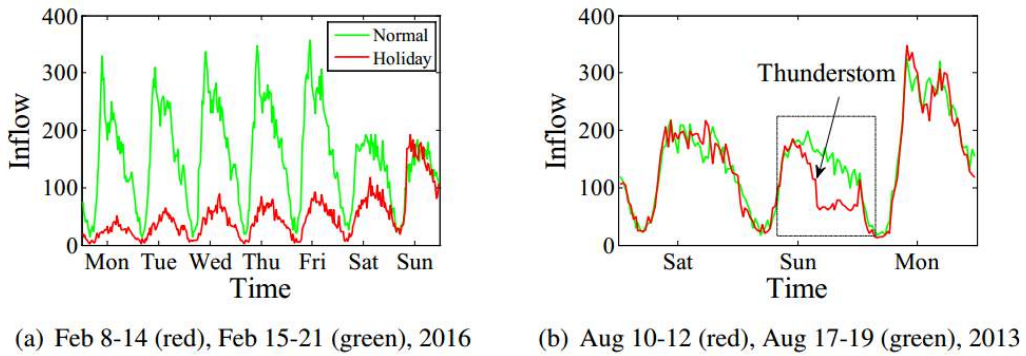 400
300
200
100
0
Inflow
Normal
Holiday
Mon Tue Wed Thu Fri Sat Sun
Time
(a) Feb 8-14 (red), Feb 15-21 (green), 2016
400
300
200
100
0
Inflow
Thunderstom
Sat Sun Mon
Time
(b) Aug 10-12 (red), Aug 17-19 (green), 2013